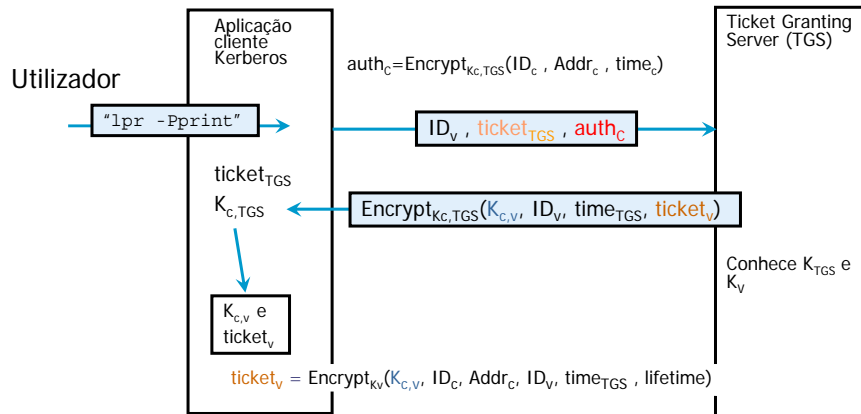 Aplicação
cliente
Kerberos
Ticket Granting
Server (TGS)
auth_C=Encrypt_Kc,TGS(ID_c , Addr_c , time_c)
Utilizador
“lpr -Pprint”
ID_v , ticket_TGS , auth_C
ticket_TGS
K_c,TGS
Encrypt_Kc,TGS(K_c,v, ID_v, time_TGS, ticket_v)
Conhece K_TGS e
K_V
K_c,v e
ticket_v
ticket_v = Encrypt_Kv(K_c,v, ID_c, Addr_c, ID_v, time_TGS , lifetime)